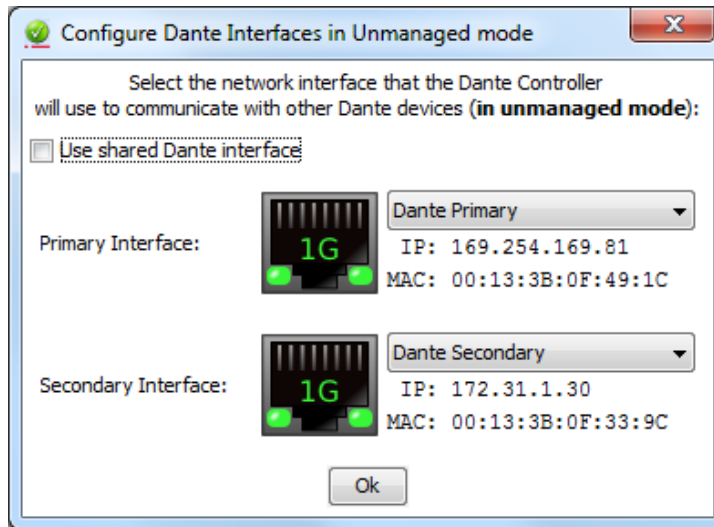 Configure Dante Interfaces in Unmanaged mode
X
Select the network interface that the Dante Controller
will use to communicate with other Dante devices (in unmanaged mode):
Use shared Dante interface
Primary Interface:
1G
Dante Primary
IP: 169.254.169.81
MAC: 00:13:3B:0F:49:1C
Secondary Interface:
1G
Dante Secondary
IP: 172.31.1.30
MAC: 00:13:3B:0F:33:9C
Ok